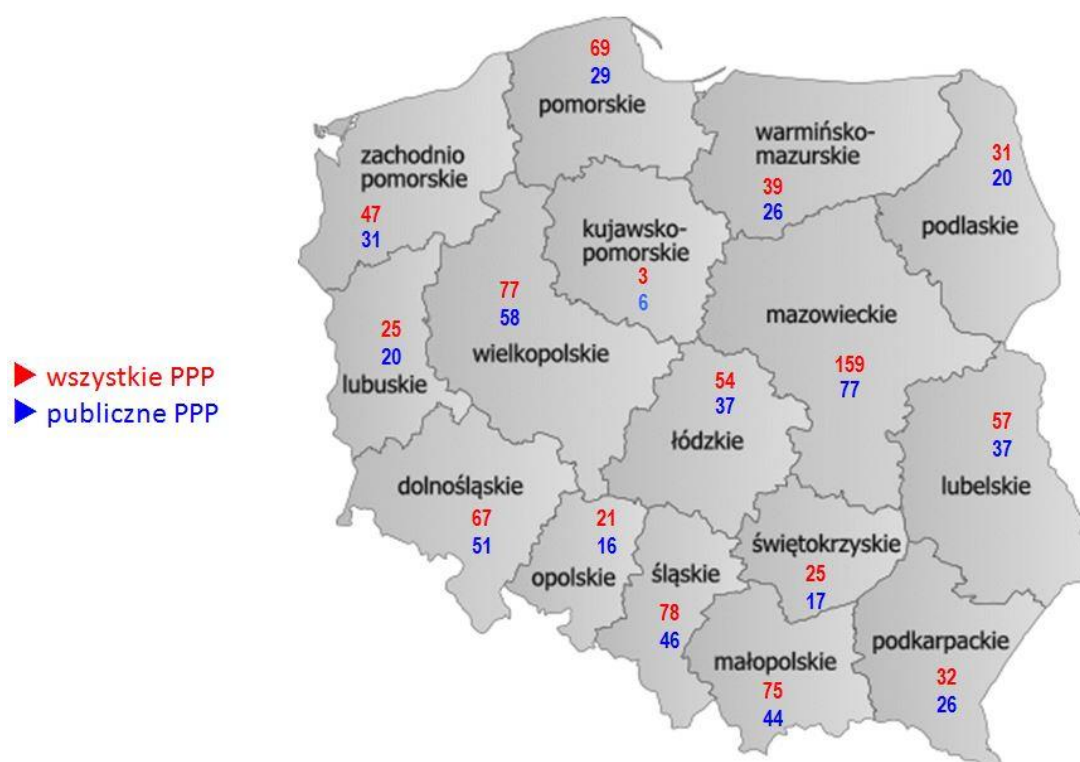 69
29
pomorskie
warmińsko-
mazurskie
39
26
31
20
podlaskie
zachodnio
pomorskie
47
31
kujawsko-
pomorskie
3
6
77
58
wielkopolskie
mazowieckie
159
77
25
20
lubuskie
▶ wszystkie PPP
▶ publiczne PPP
54
37
łódzkie
57
37
lubelskie
dolnośląskie
67
51
21
16
opolskie
śląskie
78
46
świętokrzyskie
25
17
małopolskie
75
44
podkarpackie
32
26